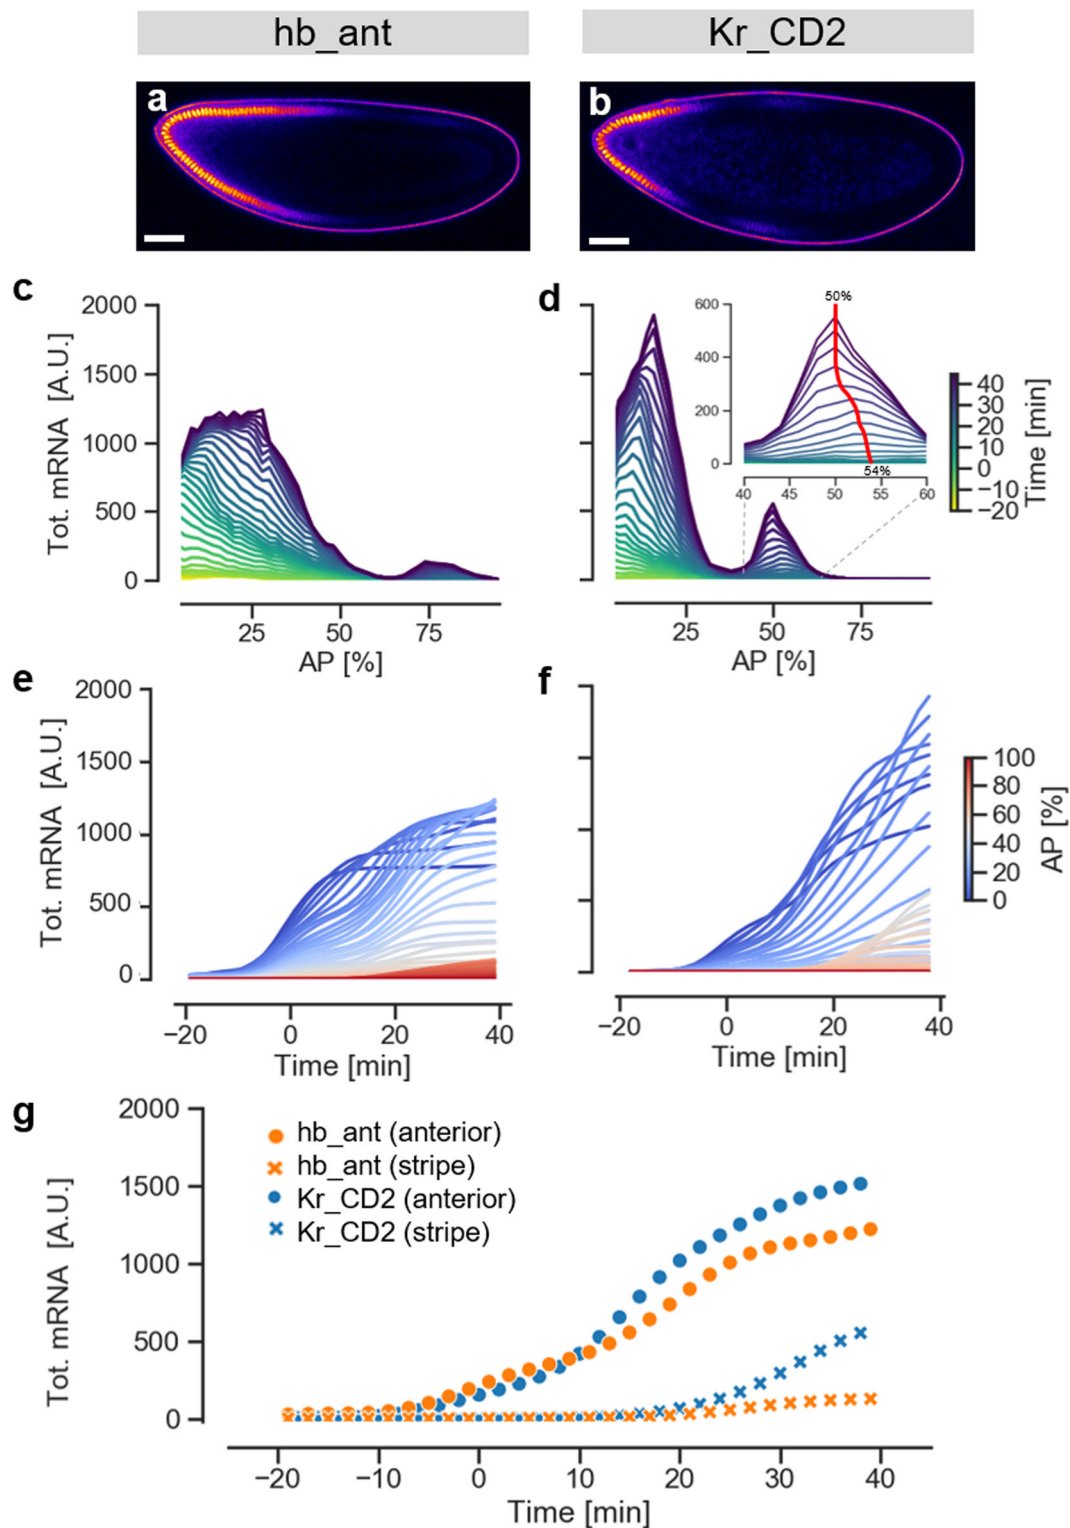 hb_ant Kr_CD2
a b
c d
2000
1500
1000
500
0
Tot. mRNA [A.U.]
25 50 75
AP [%]
600
400
200
0
50%
54%
40 45 50 55 60
25 50 75
AP [%]
40
30
20
10
0
−10
−20
Time [min]
e f
2000
1500
1000
500
0
Tot. mRNA [A.U.]
−20 0 20 40
Time [min]
−20 0 20 40
Time [min]
100
80
60
40
20
0
AP [%]
g
2000
1500
1000
500
0
Tot. mRNA [A.U.]
hb_ant (anterior)
hb_ant (stripe)
Kr_CD2 (anterior)
Kr_CD2 (stripe)
−20 −10 0 10 20 30 40
Time [min]